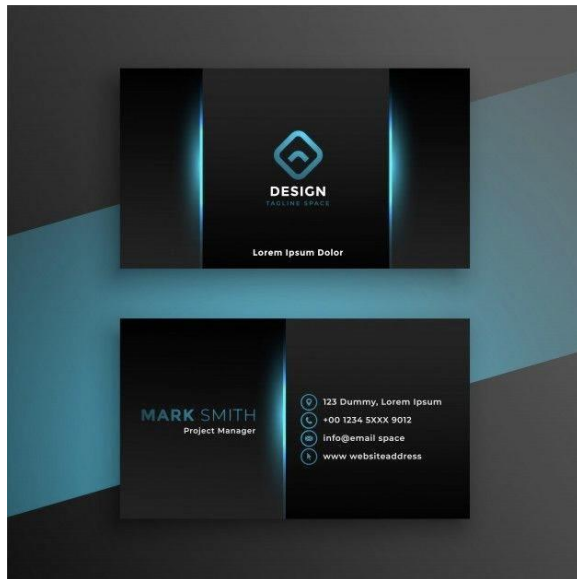 DESIGN
TAGLINE SPACE
Lorem Ipsum Dolor
MARK SMITH
Project Manager
123 Dummy, Lorem Ipsum
+00 1234 5XXX 9012
info@email space
www websiteaddress